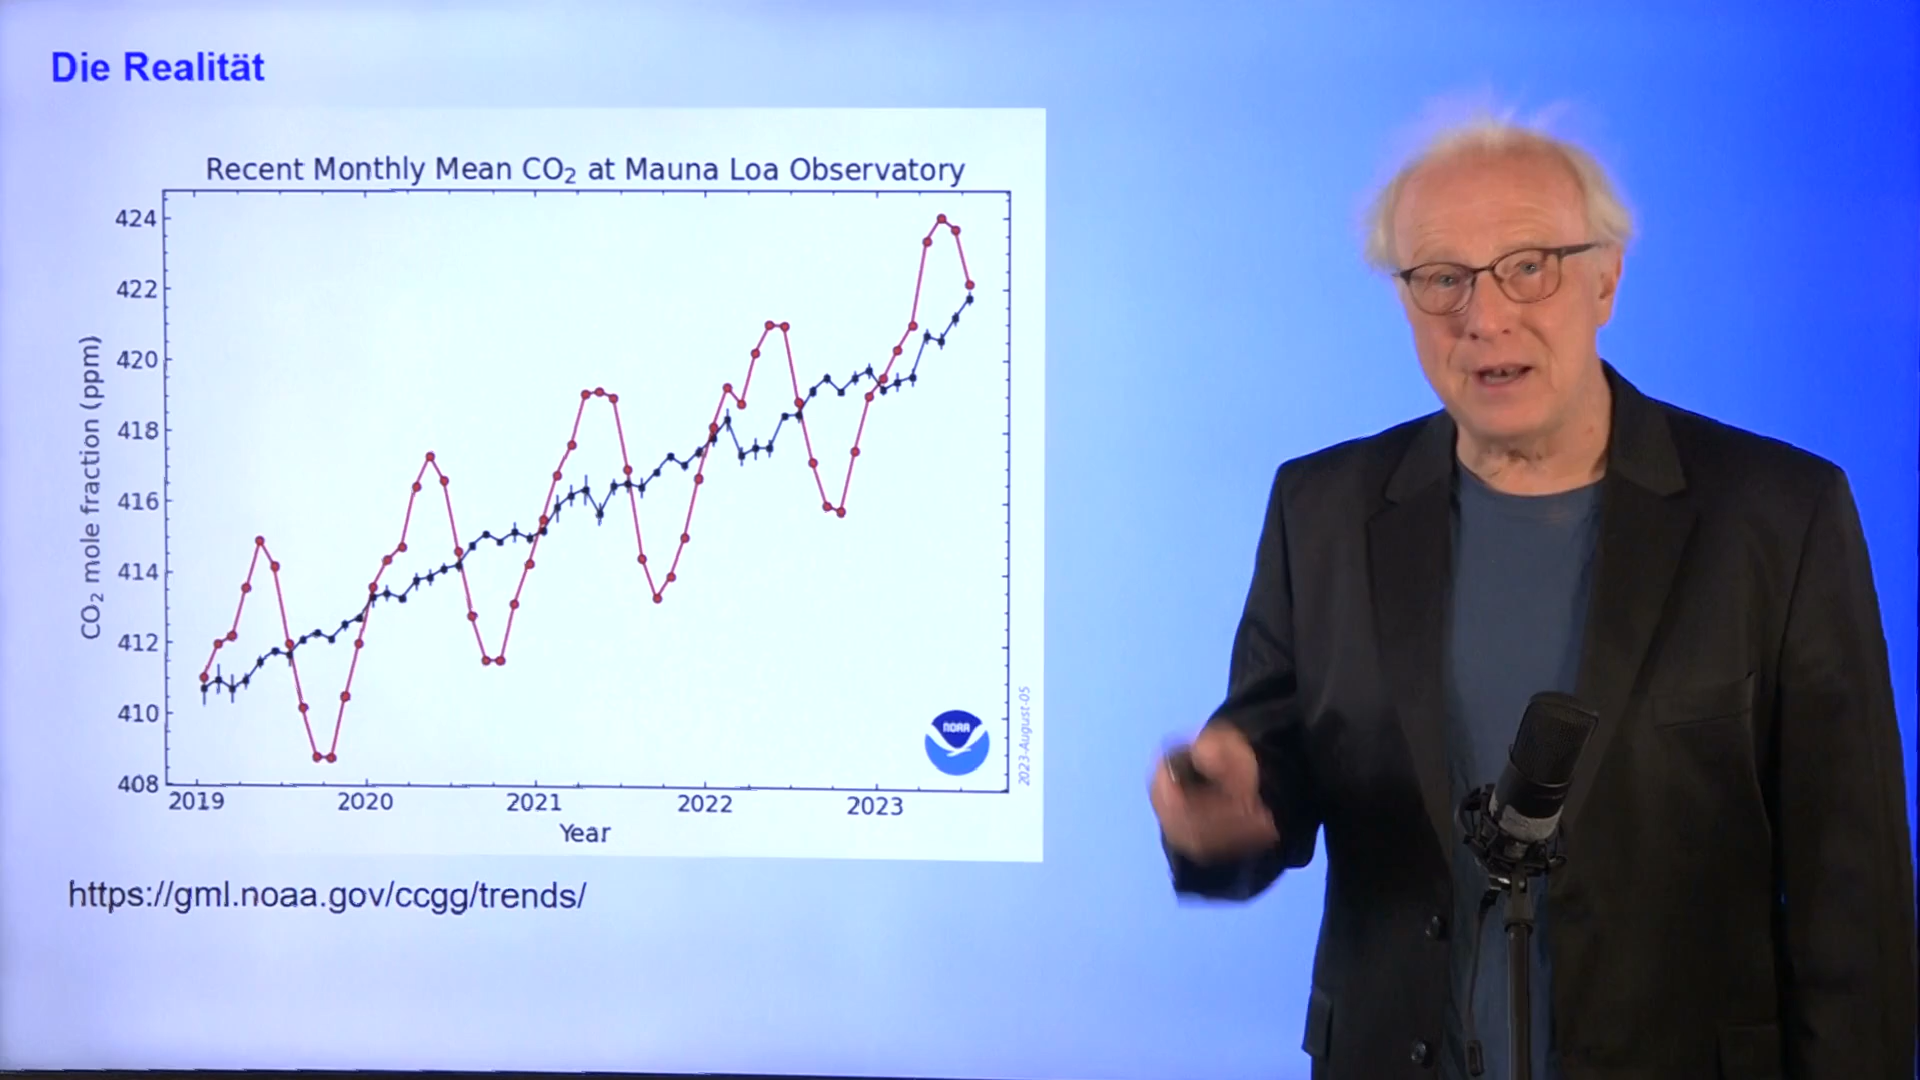 Die Realität
Recent Monthly Mean CO₂ at Mauna Loa Observatory
424
422
420
418
416
414
412
410
408
CO₂ mole fraction (ppm)
2019 2020 2021 2022 2023
Year
NOAA
2023-August-05
https://gml.noaa.gov/ccgg/trends/